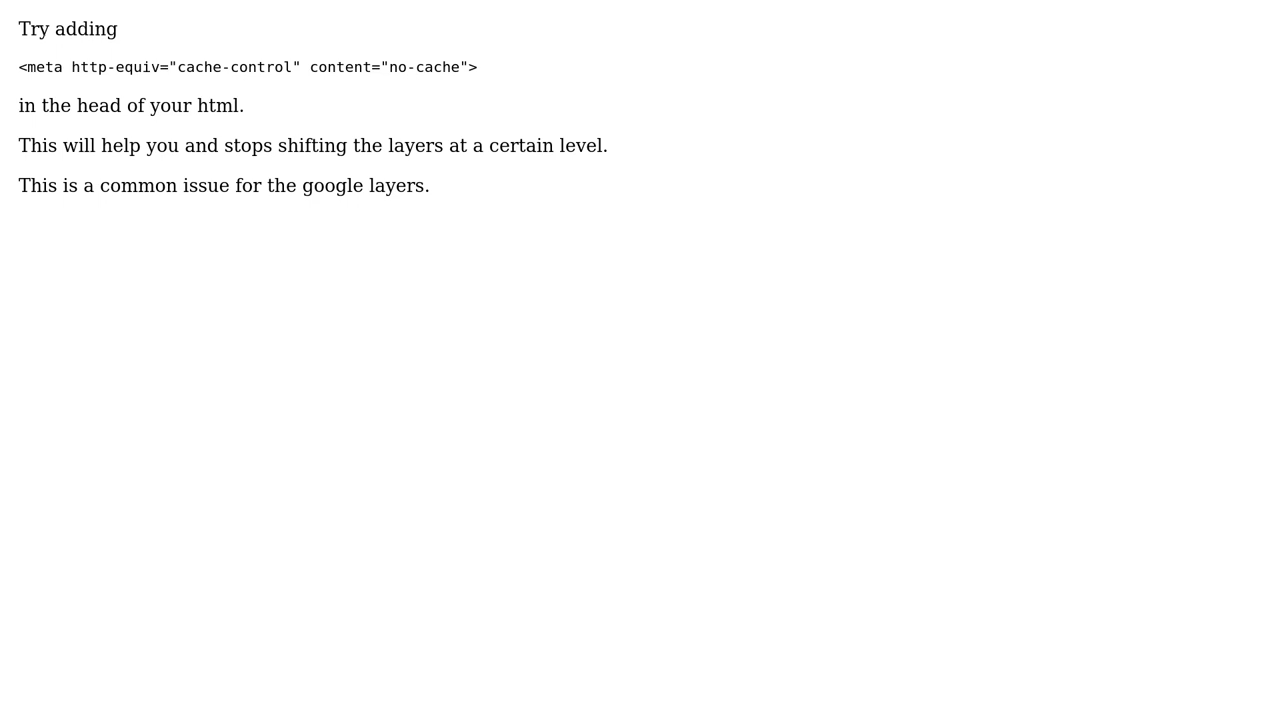 Try adding
<meta http-equiv="cache-control" content="no-cache">
in the head of your html.
This will help you and stops shifting the layers at a certain level.
This is a common issue for the google layers.